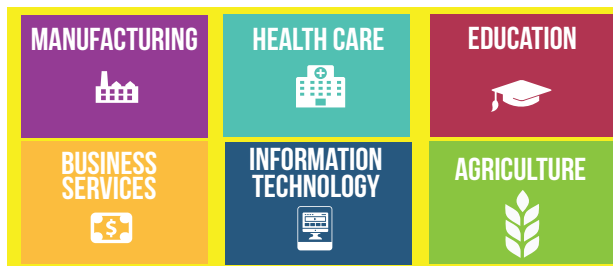 MANUFACTURING
HEALTH CARE
EDUCATION
BUSINESS
SERVICES
$
INFORMATION
TECHNOLOGY
AGRICULTURE